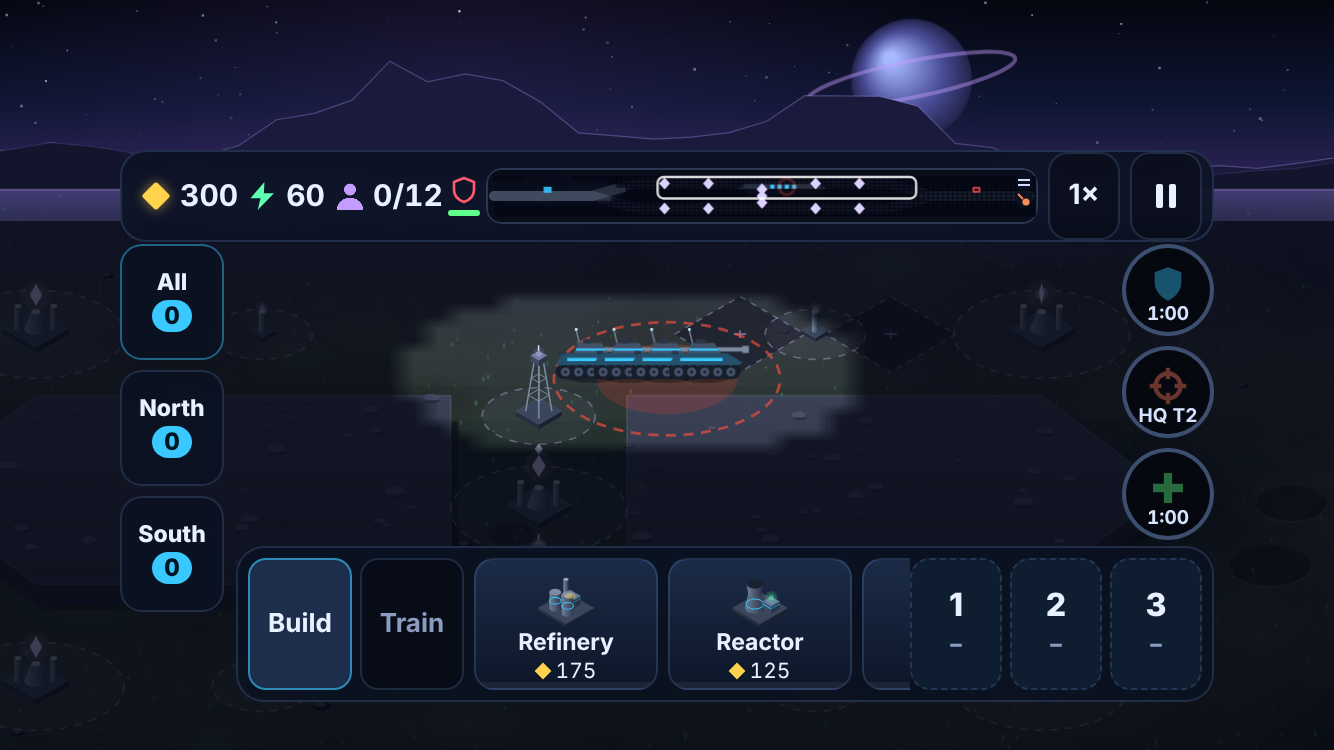 300 60 0/12
1×
All
0
North
0
South
0
1:00
HQ T2
1:00
Build
Train
Refinery
175
Reactor
125
1
–
2
–
3
–